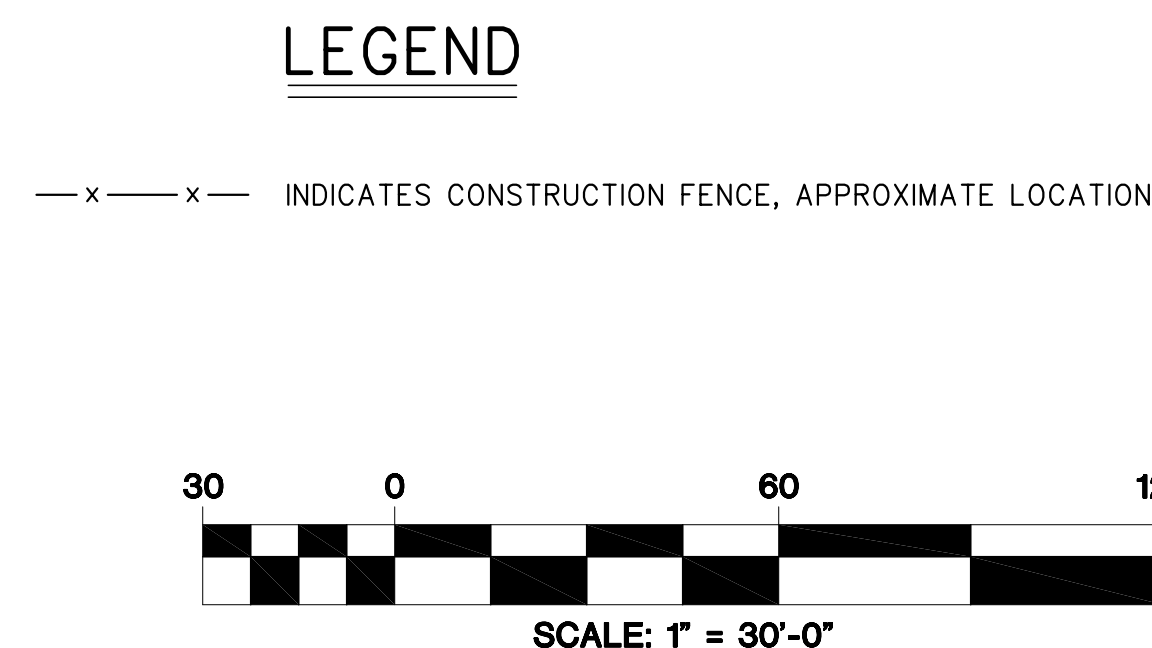 LEGEND
x x INDICATES CONSTRUCTION FENCE, APPROXIMATE LOCATION
30 0 60
SCALE: 1" = 30'-0"